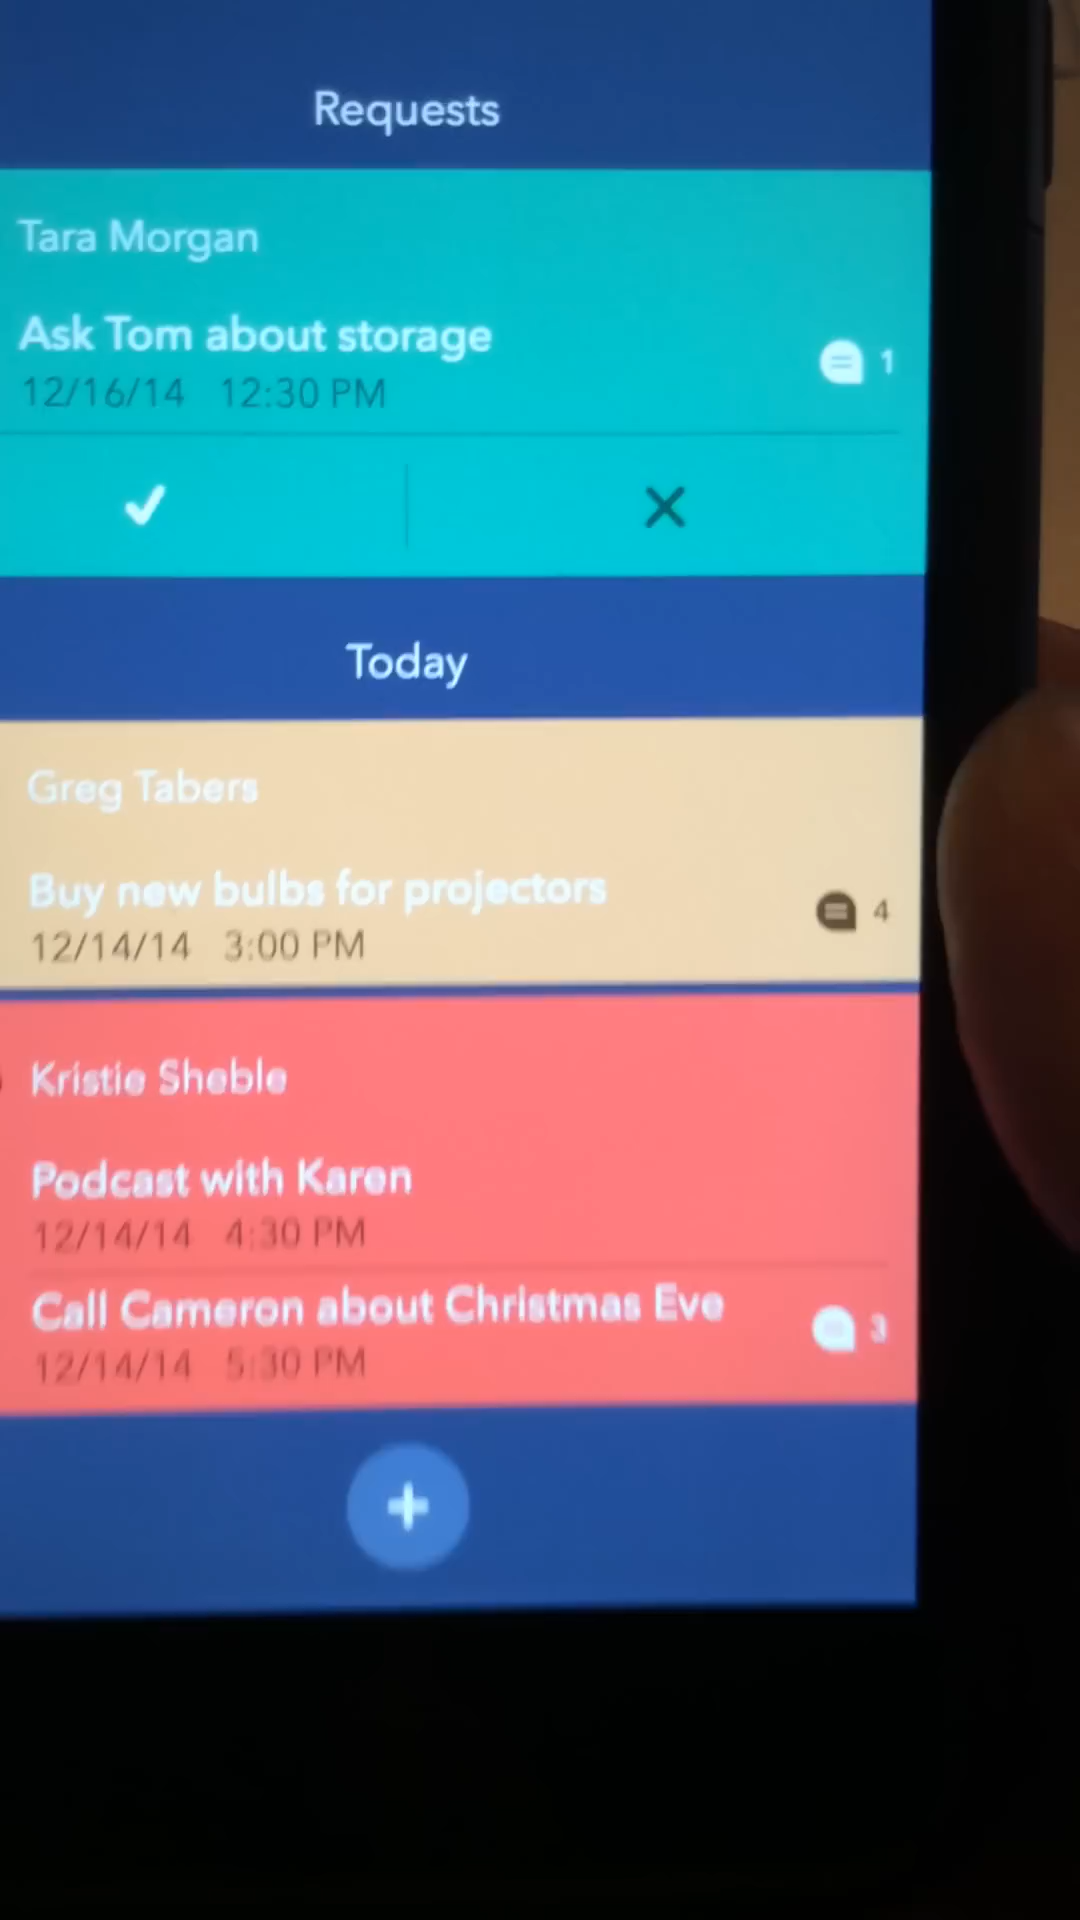 Requests
Tara Morgan
Ask Tom about storage
12/16/14 12:30 PM
1
Today
Greg Tabers
Buy new bulbs for projectors
12/14/14 3:00 PM
4
Kristie Sheble
Podcast with Karen
12/14/14 4:30 PM
Call Cameron about Christmas Eve
12/14/14 5:30 PM
3